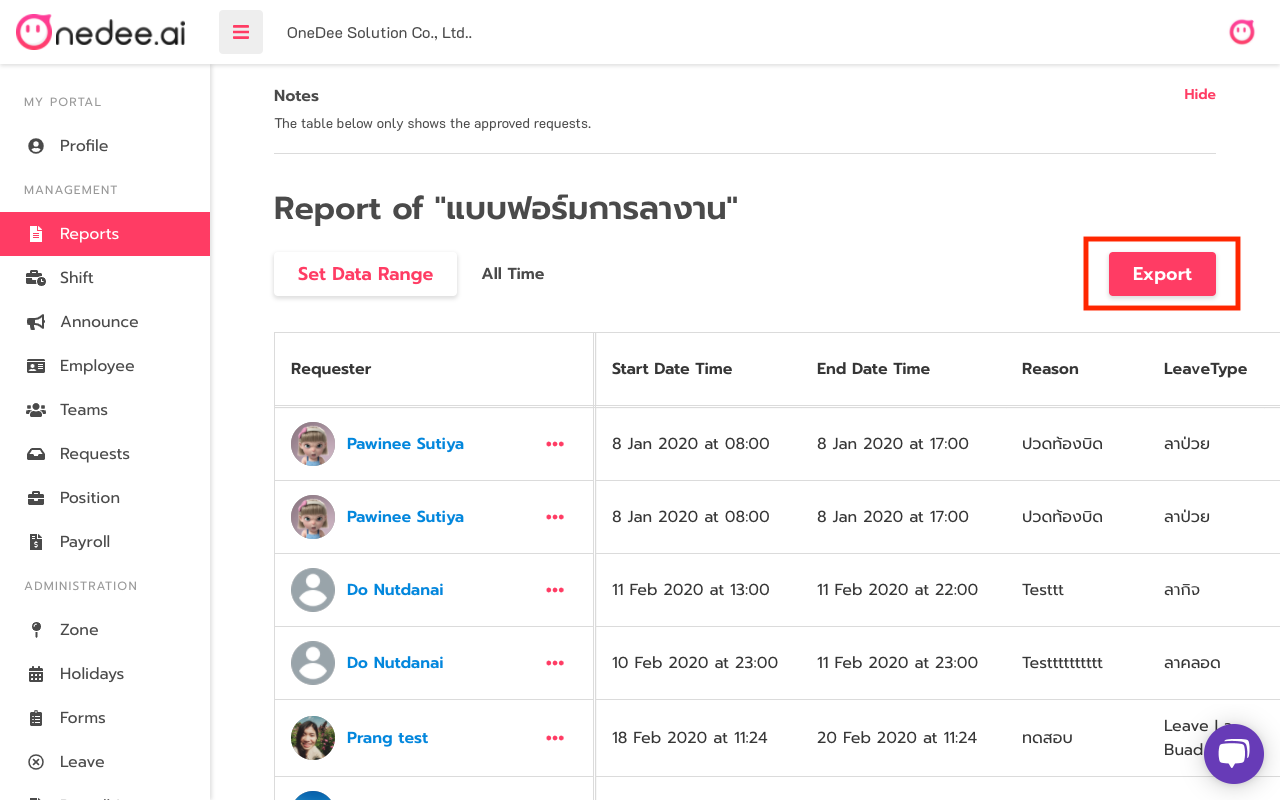 nedee.ai
OneDee Solution Co., Ltd..
MY PORTAL
Profile
MANAGEMENT
Reports
Shift
Announce
Employee
Teams
Requests
Position
Payroll
ADMINISTRATION
Zone
Holidays
Forms
Leave
Notes
Hide
The table below only shows the approved requests.
Report of "แบบฟอร์มการลางาน"
Set Data Range
All Time
Export
Requester Start Date Time End Date Time Reason LeaveType
Pawinee Sutiya 8 Jan 2020 at 08:00 8 Jan 2020 at 17:00 ปวดท้องบิด ลาป่วย
Pawinee Sutiya 8 Jan 2020 at 08:00 8 Jan 2020 at 17:00 ปวดท้องบิด ลาป่วย
Do Nutdanai 11 Feb 2020 at 13:00 11 Feb 2020 at 22:00 Testtt ลากิจ
Do Nutdanai 10 Feb 2020 at 23:00 11 Feb 2020 at 23:00 Testttttttttt ลาคลอด
Prang test 18 Feb 2020 at 11:24 20 Feb 2020 at 11:24 ทดสอบ Leave